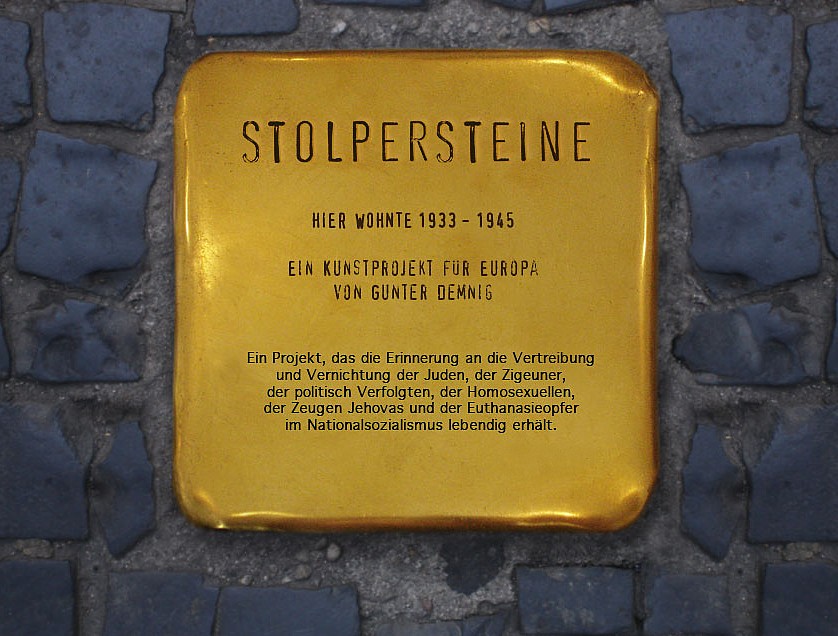 STOLPERSTEINE
HIER WOHNTE 1933 - 1945
EIN KUNSTPROJEKT FÜR EUROPA
VON GUNTER DEMNIG
Ein Projekt, das die Erinnerung an die Vertreibung
und Vernichtung der Juden, der Zigeuner,
der politisch Verfolgten, der Homosexuellen,
der Zeugen Jehovas und der Euthanasieopfer
im Nationalsozialismus lebendig erhält.